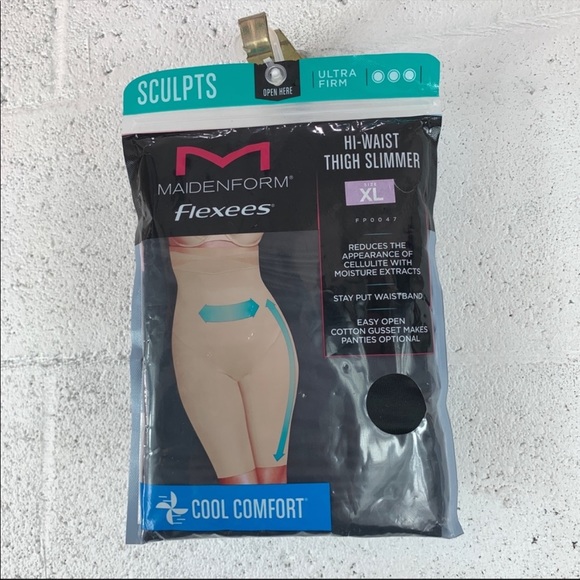 SCULPTS
OPEN HERE
ULTRA
FIRM
MAIDENFORM®
flexees®
HI-WAIST
THIGH SLIMMER
SIZE
XL
FP0047
REDUCES THE
APPEARANCE OF
CELLULITE WITH
MOISTURE EXTRACTS
STAY PUT WAISTBAND
EASY OPEN
COTTON GUSSET MAKES
PANTIES OPTIONAL
COOL COMFORT